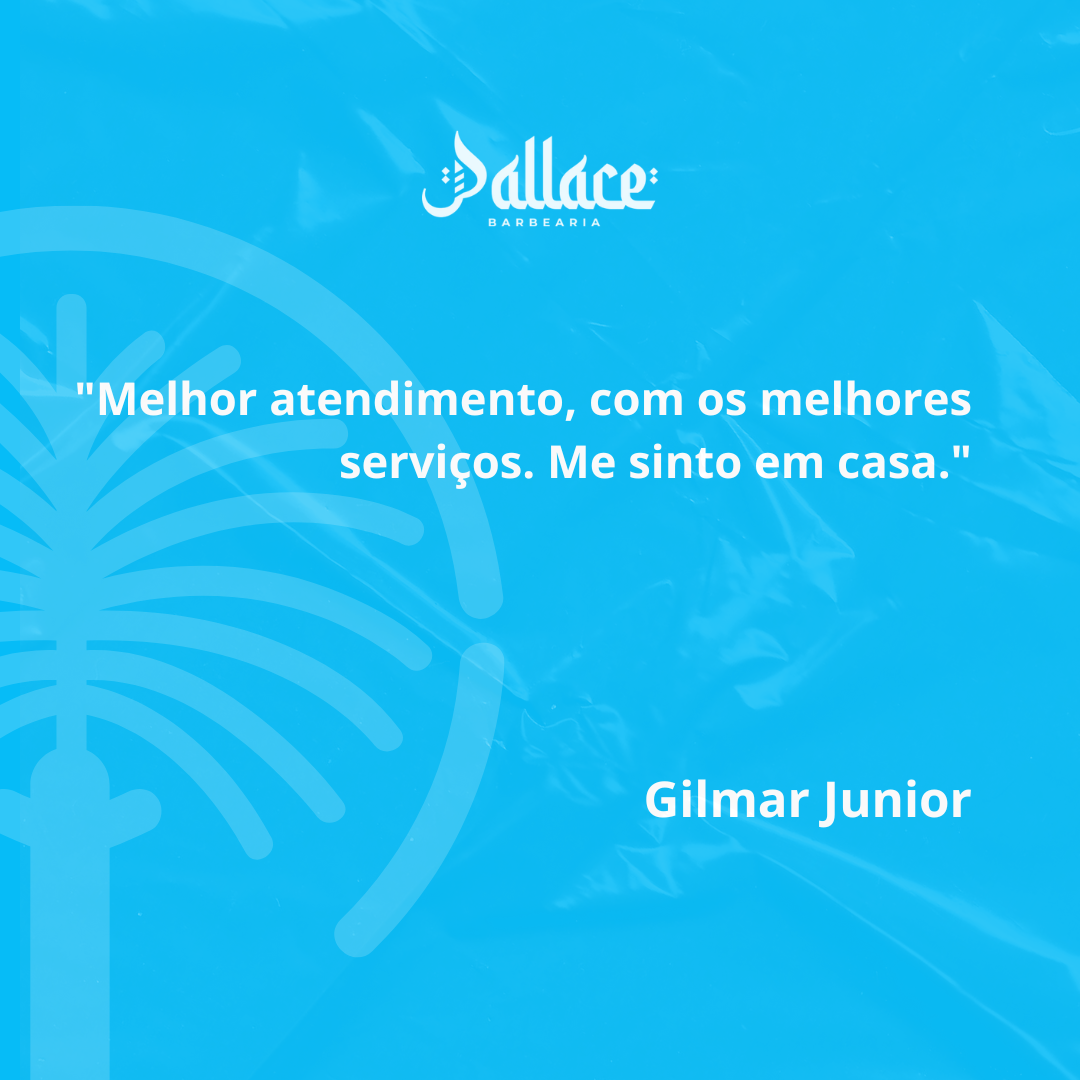 Pallace
BARBEARIA
"Melhor atendimento, com os melhores
serviços. Me sinto em casa."
Gilmar Junior